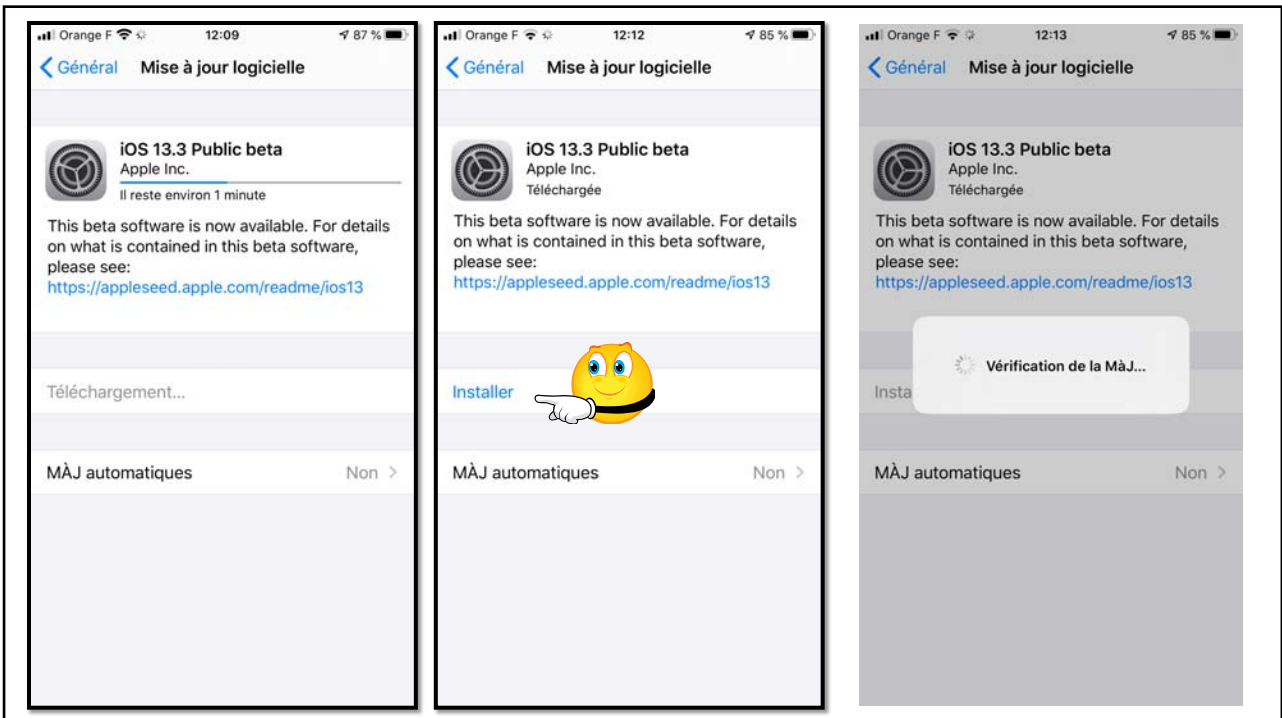 Orange F 12:09 87 %
Général Mise à jour logicielle
iOS 13.3 Public beta
Apple Inc.
Il reste environ 1 minute
This beta software is now available. For details
on what is contained in this beta software,
please see:
https://appleseed.apple.com/readme/ios13
Téléchargement...
MÀJ automatiques Non
Orange F 12:12 85 %
Général Mise à jour logicielle
iOS 13.3 Public beta
Apple Inc.
Téléchargée
This beta software is now available. For details
on what is contained in this beta software,
please see:
https://appleseed.apple.com/readme/ios13
Installer
MÀJ automatiques Non
Orange F 12:13 85 %
Général Mise à jour logicielle
iOS 13.3 Public beta
Apple Inc.
Téléchargée
This beta software is now available. For details
on what is contained in this beta software,
please see:
https://appleseed.apple.com/readme/ios13
Vérification de la MàJ...
Insta
MÀJ automatiques Non